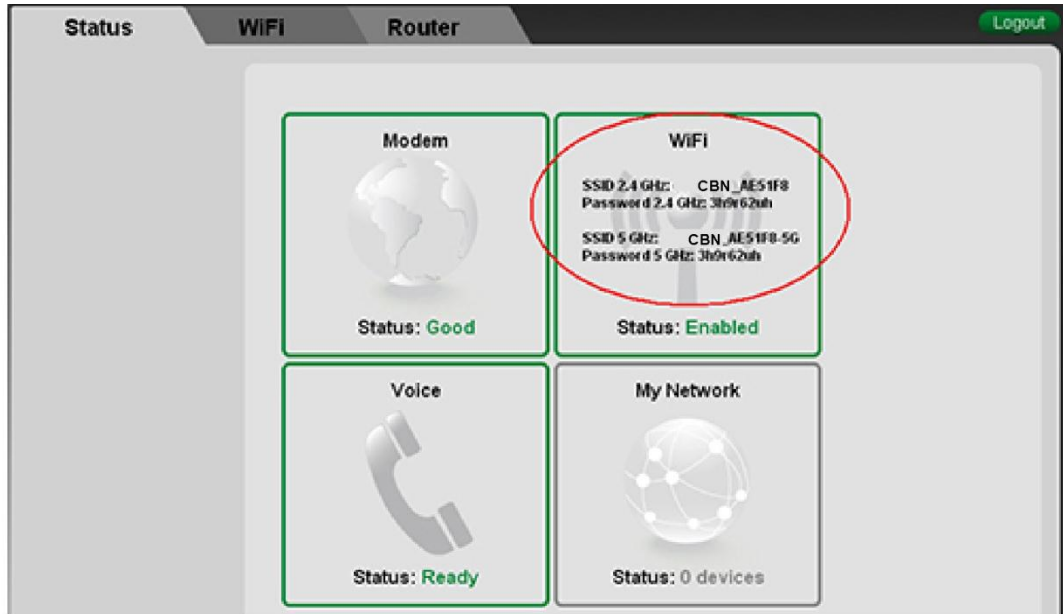 Status
WiFi
Router
Logout
Modem
Status: Good
WiFi
SSID 2.4 GHz: CBN_AE51F8
Password 2.4 GHz: 3h9r62uh
SSID 5 GHz: CBN_AE51F8-5G
Password 5 GHz: 3h9r62uh
Status: Enabled
Voice
Status: Ready
My Network
Status: 0 devices